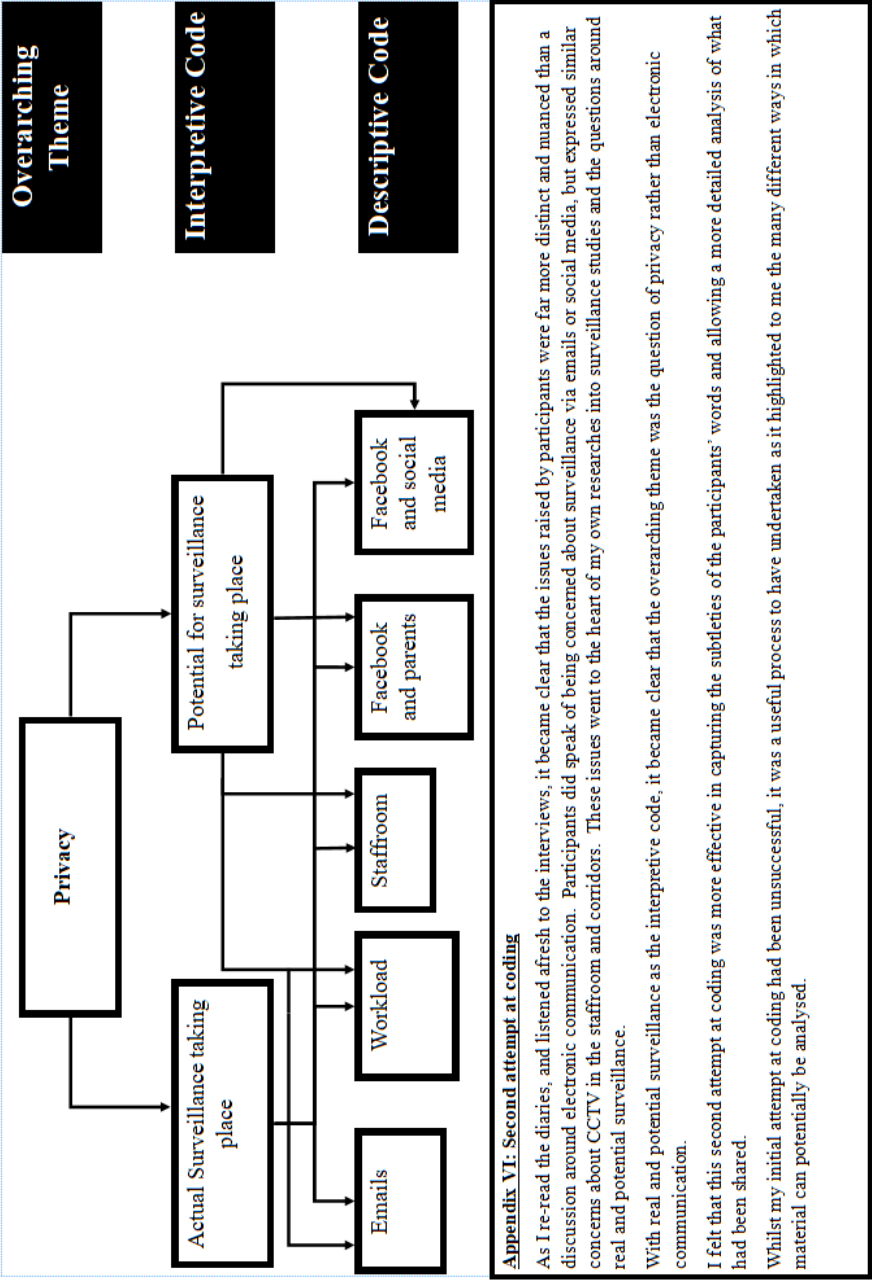 Privacy
Overarching
Theme
Actual Surveillance taking
place
Potential for surveillance
taking place
Interpretive Code
Emails
Workload
Staffroom
Facebook
and parents
Facebook
and social
media
Descriptive Code
Appendix VI: Second attempt at coding
As I re-read the diaries, and listened afresh to the interviews, it became clear that the issues raised by participants were far more distinct and nuanced than a
discussion around electronic communication. Participants did speak of being concerned about surveillance via emails or social media, but expressed similar
concerns about CCTV in the staffroom and corridors. These issues went to the heart of my own researches into surveillance studies and the questions around
real and potential surveillance.
With real and potential surveillance as the interpretive code, it became clear that the overarching theme was the question of privacy rather than electronic
communication.
I felt that this second attempt at coding was more effective in capturing the subtleties of the participants' words and allowing a more detailed analysis of what
had been shared.
Whilst my initial attempt at coding had been unsuccessful, it was a useful process to have undertaken as it highlighted to me the many different ways in which
material can potentially be analysed.